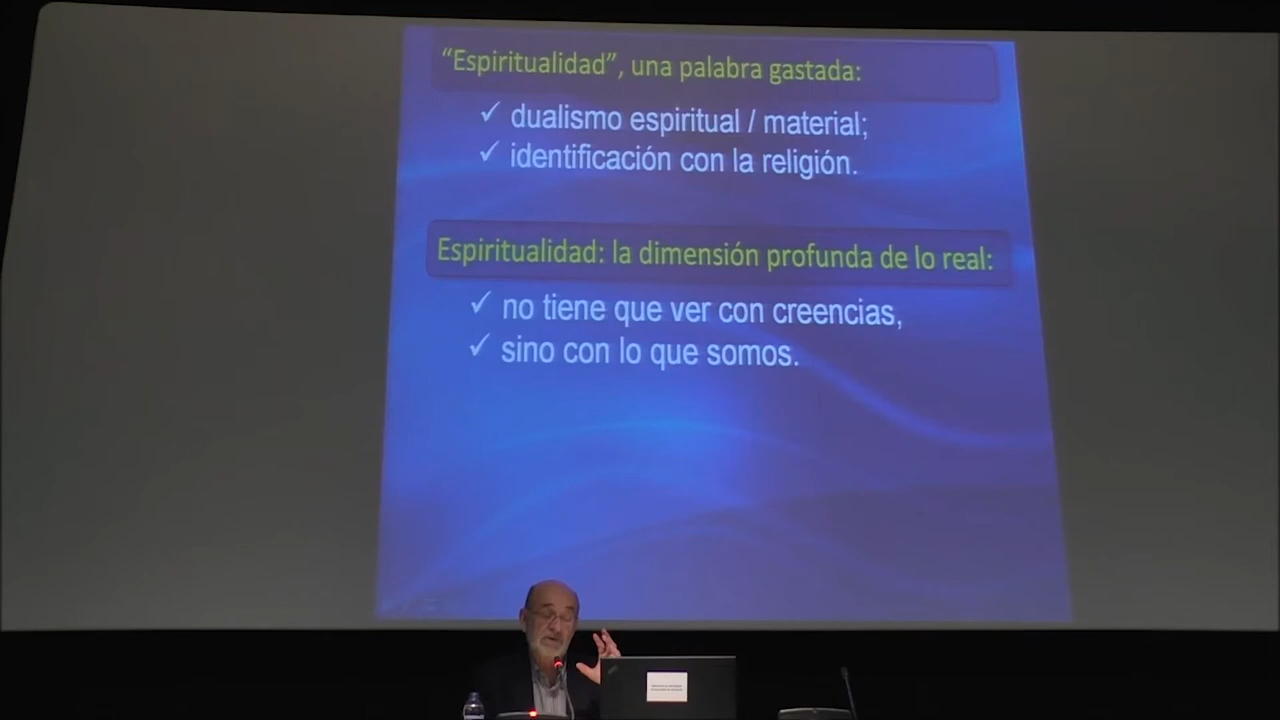 “Espiritualidad”, una palabra gastada:
✓ dualismo espiritual / material;
✓ identificación con la religión.
Espiritualidad: la dimensión profunda de lo real:
✓ no tiene que ver con creencias,
✓ sino con lo que somos.